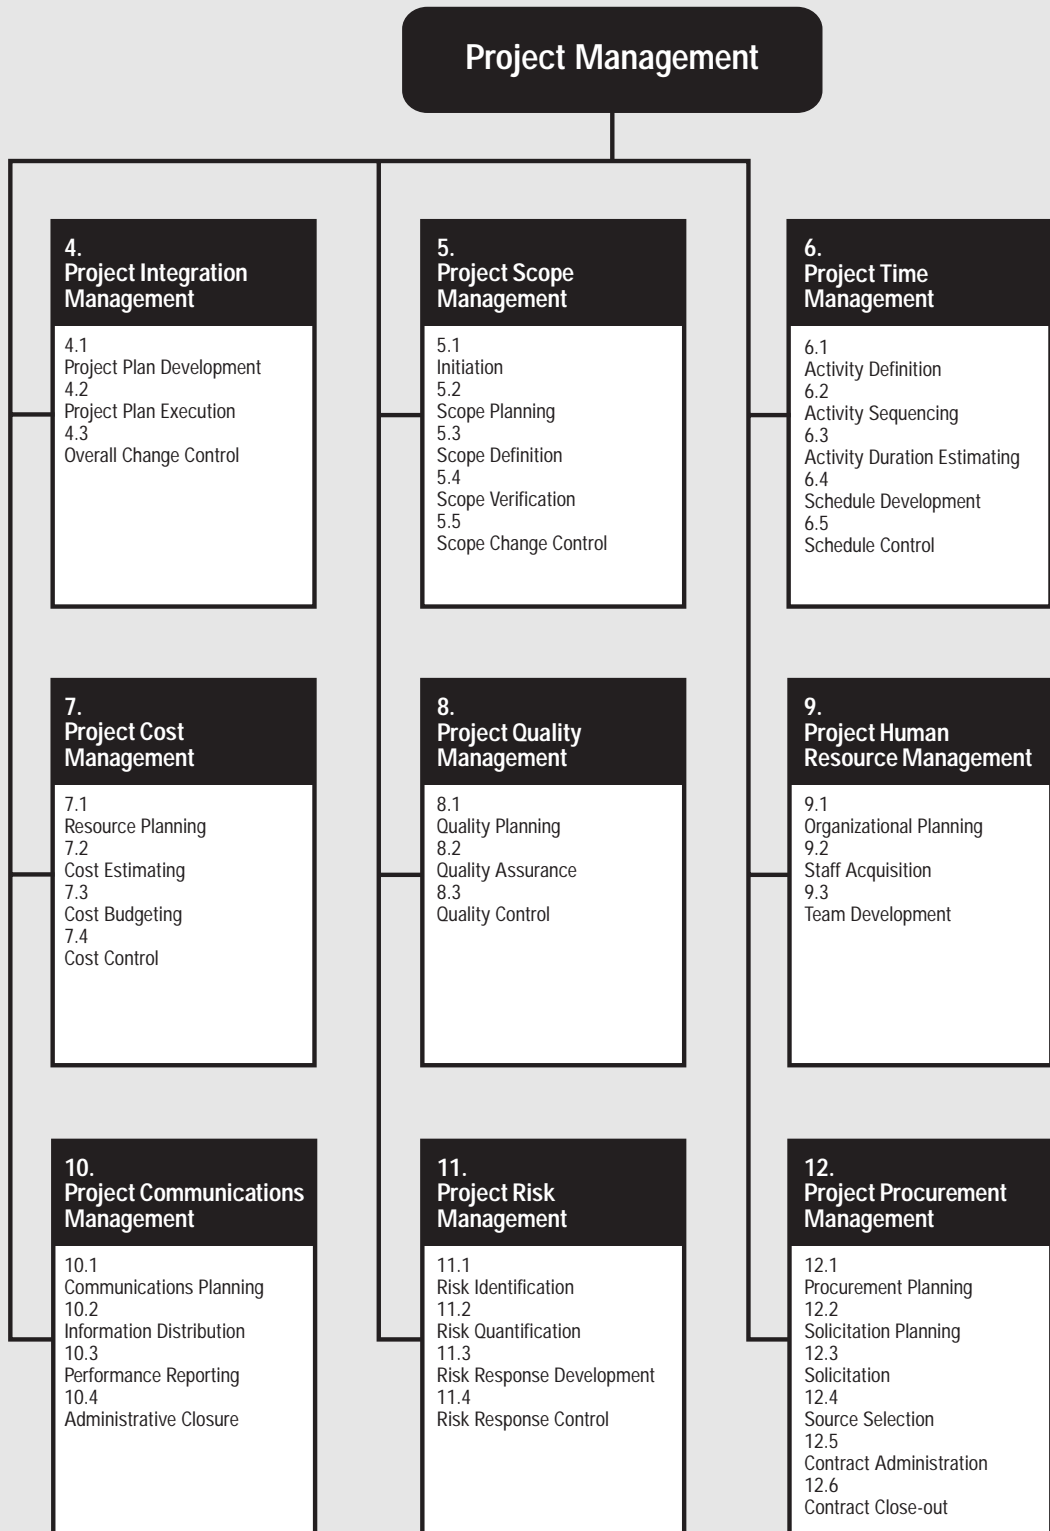 Project Management
4.
Project Integration
Management
4.1
Project Plan Development
4.2
Project Plan Execution
4.3
Overall Change Control
5.
Project Scope
Management
5.1
Initiation
5.2
Scope Planning
5.3
Scope Definition
5.4
Scope Verification
5.5
Scope Change Control
6.
Project Time
Management
6.1
Activity Definition
6.2
Activity Sequencing
6.3
Activity Duration Estimating
6.4
Schedule Development
6.5
Schedule Control
7.
Project Cost
Management
7.1
Resource Planning
7.2
Cost Estimating
7.3
Cost Budgeting
7.4
Cost Control
8.
Project Quality
Management
8.1
Quality Planning
8.2
Quality Assurance
8.3
Quality Control
9.
Project Human
Resource Management
9.1
Organizational Planning
9.2
Staff Acquisition
9.3
Team Development
10.
Project Communications
Management
10.1
Communications Planning
10.2
Information Distribution
10.3
Performance Reporting
10.4
Administrative Closure
11.
Project Risk
Management
11.1
Risk Identification
11.2
Risk Quantification
11.3
Risk Response Development
11.4
Risk Response Control
12.
Project Procurement
Management
12.1
Procurement Planning
12.2
Solicitation Planning
12.3
Solicitation
12.4
Source Selection
12.5
Contract Administration
12.6
Contract Close-out